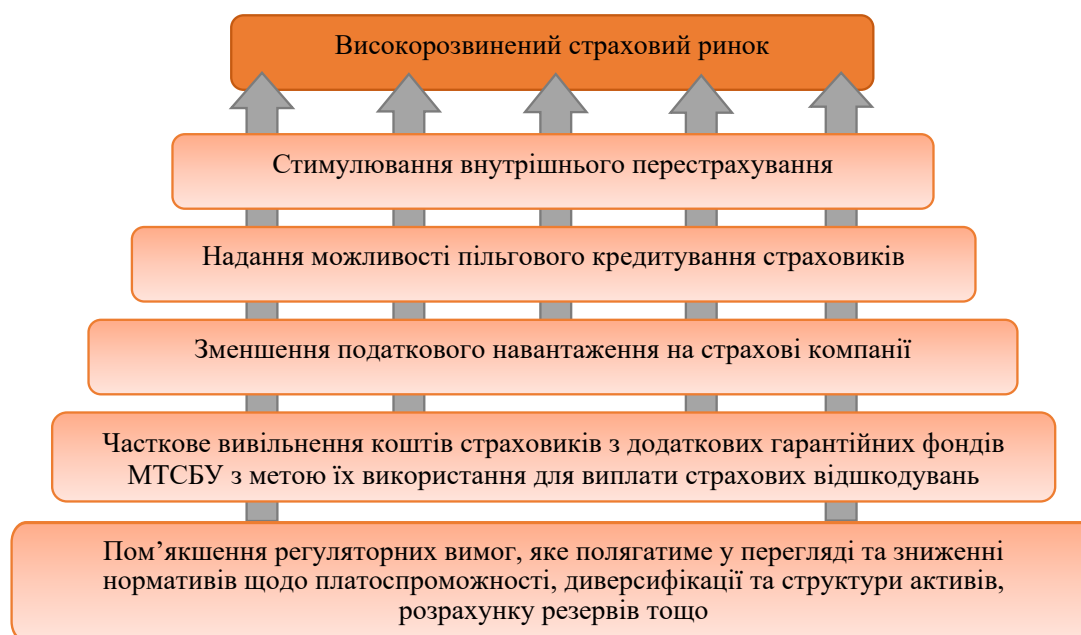 Високорозвинений страховий ринок
Стимулювання внутрішнього перестрахування
Надання можливості пільгового кредитування страховиків
Зменшення податкового навантаження на страхові компанії
Часткове вивільнення коштів страховиків з додаткових гарантійних фондів
МТСБУ з метою їх використання для виплати страхових відшкодувань
Пом’якшення регуляторних вимог, яке полягатиме у перегляді та зниженні
нормативів щодо платоспроможності, диверсифікації та структури активів,
розрахунку резервів тощо